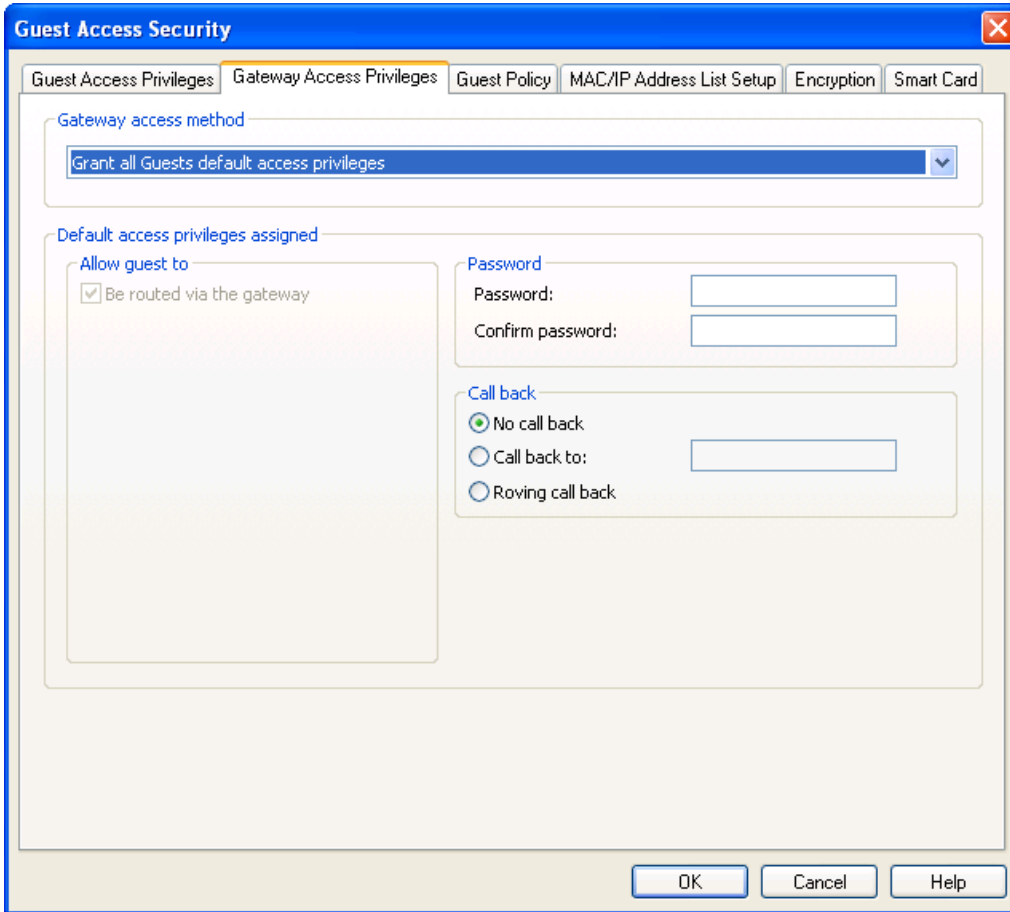 Guest Access Security
Guest Access Privileges Gateway Access Privileges Guest Policy MAC/IP Address List Setup Encryption Smart Card
Gateway access method
Grant all Guests default access privileges
Default access privileges assigned
Allow guest to
Be routed via the gateway
Password
Password:
Confirm password:
Call back
No call back
Call back to:
Roving call back
OK Cancel Help